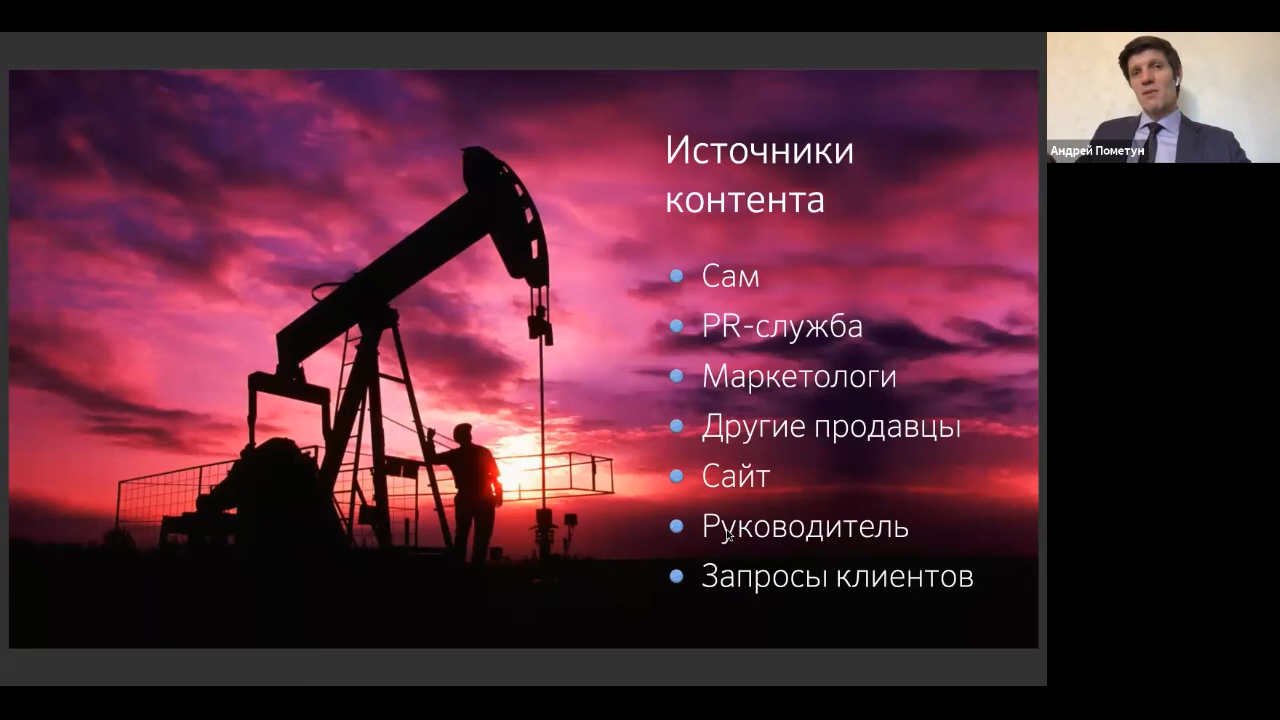 Источники
контента
Сам
PR-служба
Маркетологи
Другие продавцы
Сайт
Руководитель
Запросы клиентов
Андрей Пометун